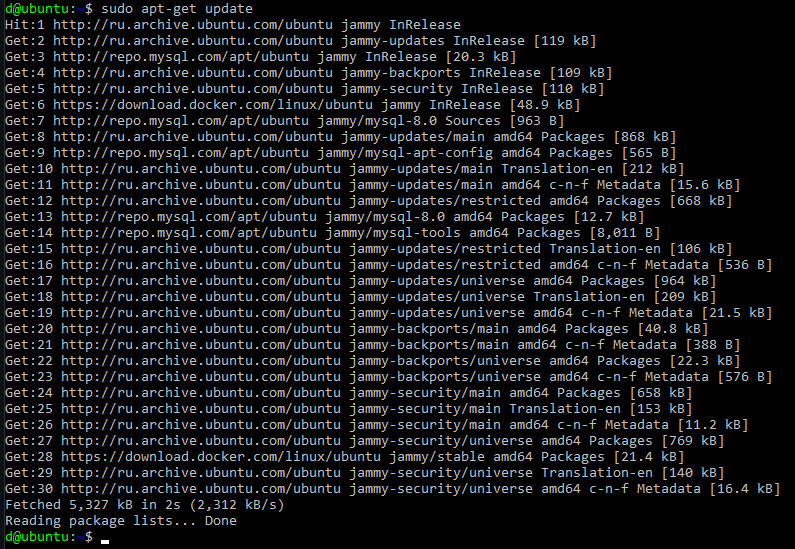 d@ubuntu:~$ sudo apt-get update
Hit:1 http://ru.archive.ubuntu.com/ubuntu jammy InRelease
Get:2 http://ru.archive.ubuntu.com/ubuntu jammy-updates InRelease [119 kB]
Get:3 http://repo.mysql.com/apt/ubuntu jammy InRelease [20.3 kB]
Get:4 http://ru.archive.ubuntu.com/ubuntu jammy-backports InRelease [109 kB]
Get:5 http://ru.archive.ubuntu.com/ubuntu jammy-security InRelease [110 kB]
Get:6 https://download.docker.com/linux/ubuntu jammy InRelease [48.9 kB]
Get:7 http://repo.mysql.com/apt/ubuntu jammy/mysql-8.0 Sources [963 B]
Get:8 http://ru.archive.ubuntu.com/ubuntu jammy-updates/main amd64 Packages [868 kB]
Get:9 http://repo.mysql.com/apt/ubuntu jammy/mysql-apt-config amd64 Packages [565 B]
Get:10 http://ru.archive.ubuntu.com/ubuntu jammy-updates/main Translation-en [212 kB]
Get:11 http://ru.archive.ubuntu.com/ubuntu jammy-updates/main amd64 c-n-f Metadata [15.6 kB]
Get:12 http://ru.archive.ubuntu.com/ubuntu jammy-updates/restricted amd64 Packages [668 kB]
Get:13 http://repo.mysql.com/apt/ubuntu jammy/mysql-8.0 amd64 Packages [12.7 kB]
Get:14 http://repo.mysql.com/apt/ubuntu jammy/mysql-tools amd64 Packages [8,011 B]
Get:15 http://ru.archive.ubuntu.com/ubuntu jammy-updates/restricted Translation-en [106 kB]
Get:16 http://ru.archive.ubuntu.com/ubuntu jammy-updates/restricted amd64 c-n-f Metadata [536 B]
Get:17 http://ru.archive.ubuntu.com/ubuntu jammy-updates/universe amd64 Packages [964 kB]
Get:18 http://ru.archive.ubuntu.com/ubuntu jammy-updates/universe Translation-en [209 kB]
Get:19 http://ru.archive.ubuntu.com/ubuntu jammy-updates/universe amd64 c-n-f Metadata [21.5 kB]
Get:20 http://ru.archive.ubuntu.com/ubuntu jammy-backports/main amd64 Packages [40.8 kB]
Get:21 http://ru.archive.ubuntu.com/ubuntu jammy-backports/main amd64 c-n-f Metadata [388 B]
Get:22 http://ru.archive.ubuntu.com/ubuntu jammy-backports/universe amd64 Packages [22.3 kB]
Get:23 http://ru.archive.ubuntu.com/ubuntu jammy-backports/universe amd64 c-n-f Metadata [576 B]
Get:24 http://ru.archive.ubuntu.com/ubuntu jammy-security/main amd64 Packages [658 kB]
Get:25 http://ru.archive.ubuntu.com/ubuntu jammy-security/main Translation-en [153 kB]
Get:26 http://ru.archive.ubuntu.com/ubuntu jammy-security/main amd64 c-n-f Metadata [11.2 kB]
Get:27 http://ru.archive.ubuntu.com/ubuntu jammy-security/universe amd64 Packages [769 kB]
Get:28 https://download.docker.com/linux/ubuntu jammy/stable amd64 Packages [21.4 kB]
Get:29 http://ru.archive.ubuntu.com/ubuntu jammy-security/universe Translation-en [140 kB]
Get:30 http://ru.archive.ubuntu.com/ubuntu jammy-security/universe amd64 c-n-f Metadata [16.4 kB]
Fetched 5,327 kB in 2s (2,312 kB/s)
Reading package lists... Done
d@ubuntu:~$